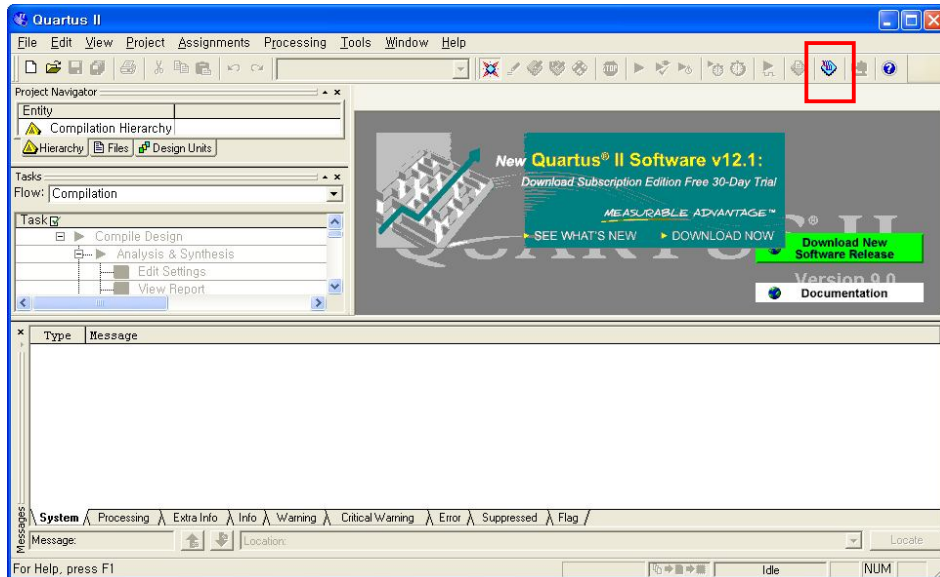 Quartus II
File Edit View Project Assignments Processing Tools Window Help
Project Navigator
Entity
Compilation Hierarchy
Hierarchy Files Design Units
Tasks
Flow: Compilation
Task
Compile Design
Analysis & Synthesis
Edit Settings
View Report
New Quartus® II Software v12.1:
Download Subscription Edition Free 30-Day Trial
MEASURABLE ADVANTAGE™
SEE WHAT'S NEW DOWNLOAD NOW
QUARTUS® II
Download New
Software Release
Version 9.0
Documentation
Type Message
System Processing Extra Info Info Warning Critical Warning Error Suppressed Flag
Messages
Message: Location: Locate
For Help, press F1 Idle NUM